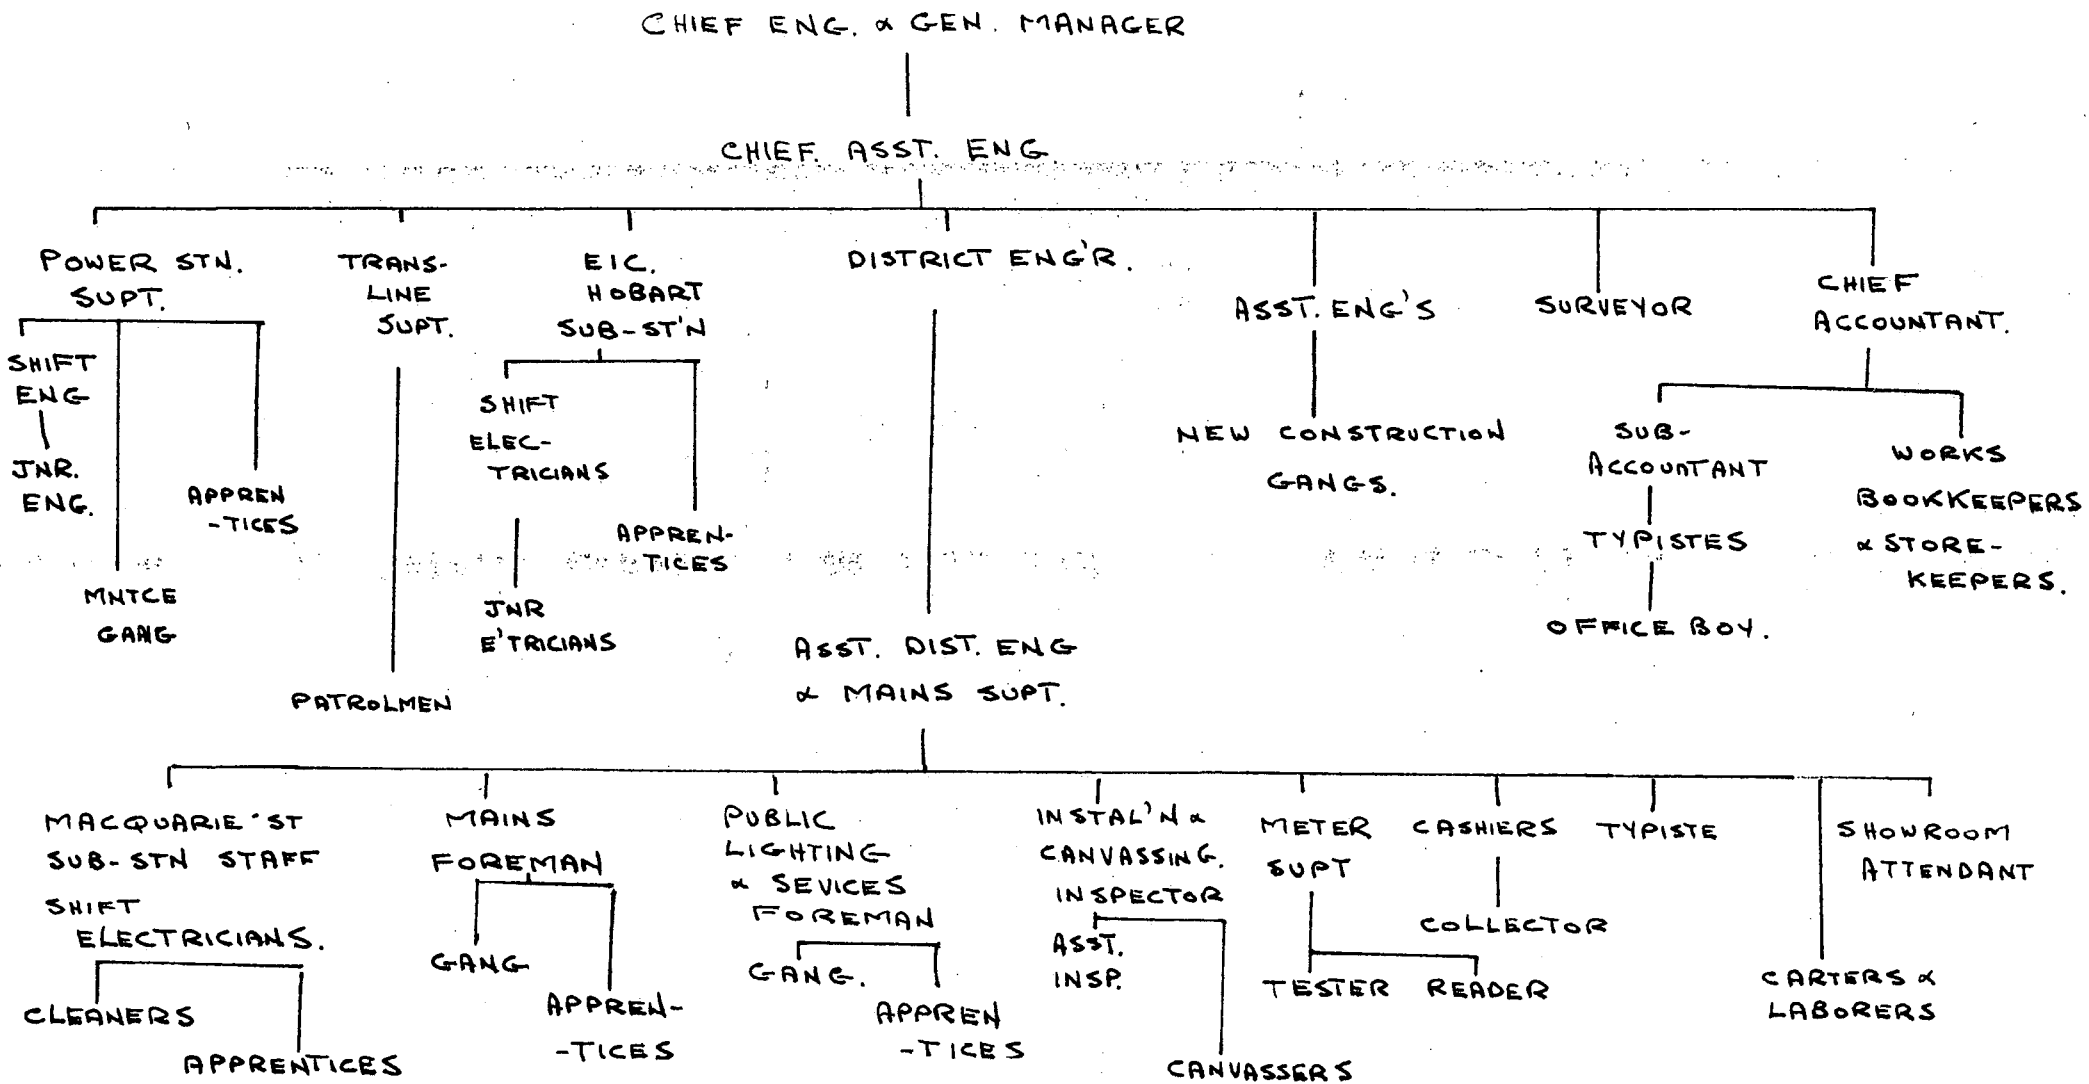 CHIEF ENG. & GEN. MANAGER
CHIEF. ASST. ENG
POWER STN.
SUPT.
TRANS-
LINE
SUPT.
EIC.
HOBART
SUB-ST'N
DISTRICT ENG'R.
ASST. ENG'S
SURVEYOR
CHIEF
ACCOUNTANT.
SHIFT
ENG
JNR.
ENG.
MNTCE
GANG
APPREN
-TICES
PATROLMEN
SHIFT
ELEC-
TRICIANS
JNR
E'TRICIANS
APPREN-
TICES
ASST. DIST. ENG
& MAINS SUPT.
NEW CONSTRUCTION
GANGS.
SUB-
ACCOUNTANT
TYPISTES
OFFICE BOY.
WORKS
BOOKKEEPERS
& STORE-
KEEPERS.
MACQUARIE ST
SUB-STN STAFF
SHIFT
ELECTRICIANS.
CLEANERS
APPRENTICES
MAINS
FOREMAN
GANG
APPREN-
-TICES
PUBLIC
LIGHTING
& SEVICES
FOREMAN
GANG.
APPREN
-TICES
INSTAL'N &
CANVASSING.
INSPECTOR
ASST.
INSP.
CANVASSERS
METER
SUPT
TESTER
READER
CASHIERS
COLLECTOR
TYPISTE
CARTERS &
LABORERS
SHOWROOM
ATTENDANT